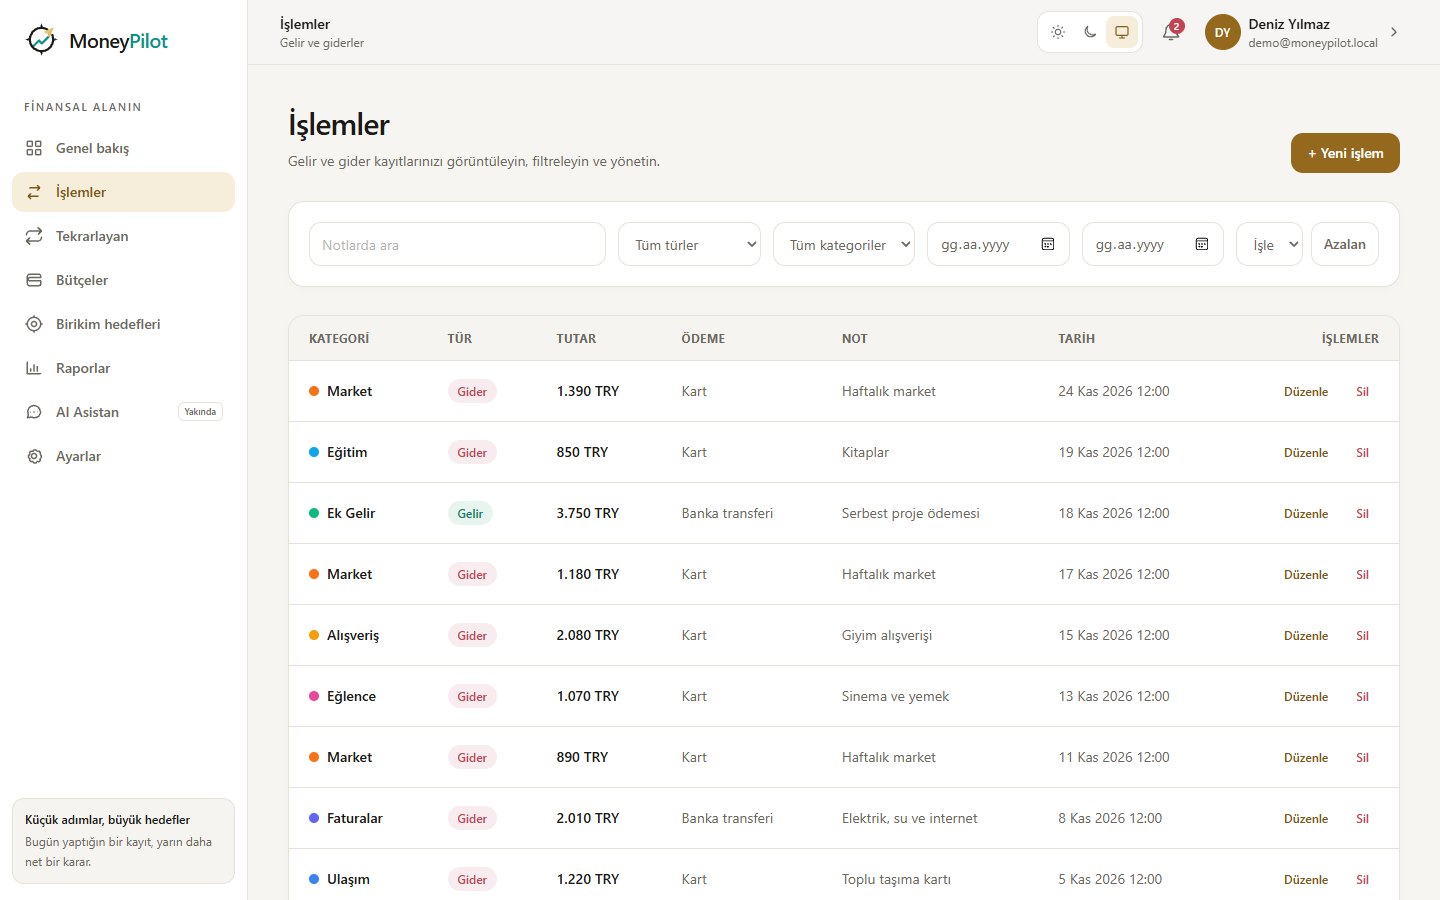 MoneyPilot
FİNANSAL ALANIN
Genel bakış
İşlemler
Tekrarlayan
Bütçeler
Birikim hedefleri
Raporlar
AI Asistan Yakında
Ayarlar
Küçük adımlar, büyük hedefler
Bugün yaptığın bir kayıt, yarın daha
net bir karar.
İşlemler
Gelir ve giderler
2
DY
Deniz Yılmaz
demo@moneypilot.local
İşlemler
Gelir ve gider kayıtlarınızı görüntüleyin, filtreleyin ve yönetin.
+ Yeni işlem
Notlarda ara Tüm türler Tüm kategoriler gg.aa.yyyy gg.aa.yyyy İşle Azalan
KATEGORİ TÜR TUTAR ÖDEME NOT TARİH İŞLEMLER
Market Gider 1.390 TRY Kart Haftalık market 24 Kas 2026 12:00 Düzenle Sil
Eğitim Gider 850 TRY Kart Kitaplar 19 Kas 2026 12:00 Düzenle Sil
Ek Gelir Gelir 3.750 TRY Banka transferi Serbest proje ödemesi 18 Kas 2026 12:00 Düzenle Sil
Market Gider 1.180 TRY Kart Haftalık market 17 Kas 2026 12:00 Düzenle Sil
Alışveriş Gider 2.080 TRY Kart Giyim alışverişi 15 Kas 2026 12:00 Düzenle Sil
Eğlence Gider 1.070 TRY Kart Sinema ve yemek 13 Kas 2026 12:00 Düzenle Sil
Market Gider 890 TRY Kart Haftalık market 11 Kas 2026 12:00 Düzenle Sil
Faturalar Gider 2.010 TRY Banka transferi Elektrik, su ve internet 8 Kas 2026 12:00 Düzenle Sil
Ulaşım Gider 1.220 TRY Kart Toplu taşıma kartı 5 Kas 2026 12:00 Düzenle Sil